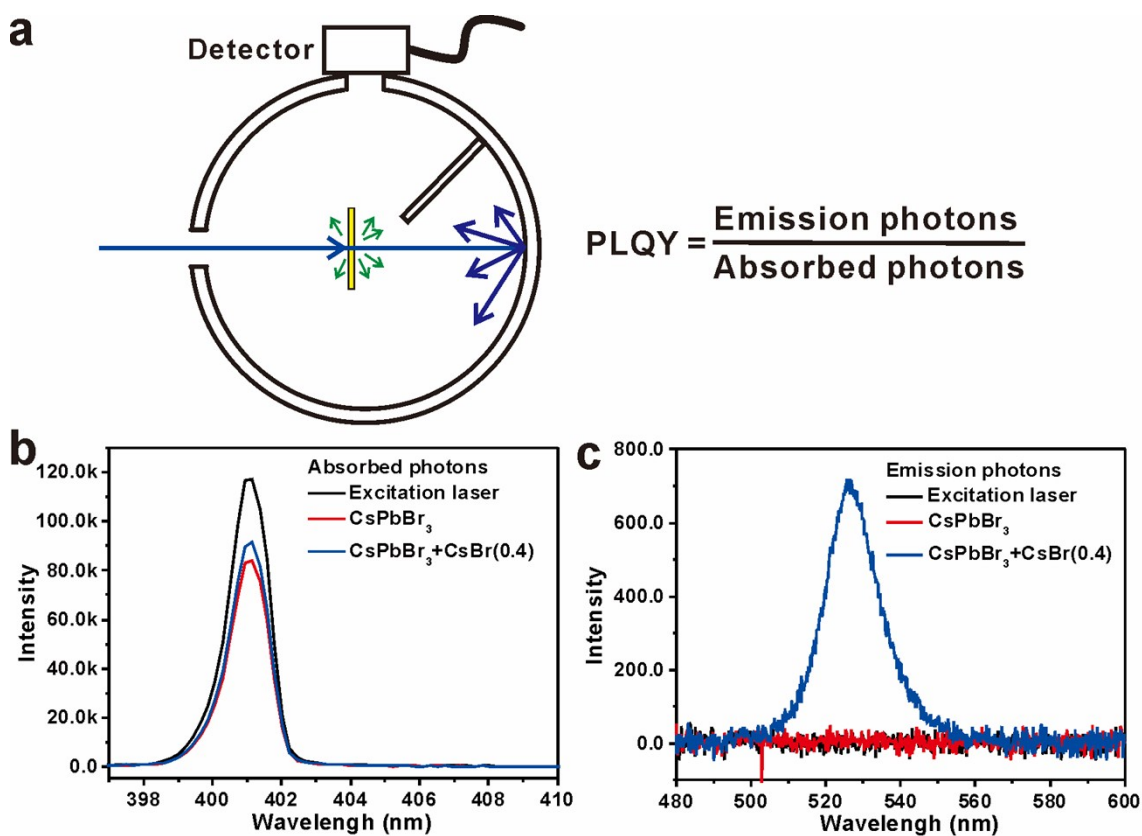 a
Detector
PLQY = Emission photons
Absorbed photons
b
Absorbed photons
Excitation laser
CsPbBr3
CsPbBr3+CsBr(0.4)
120.0k
100.0k
80.0k
60.0k
40.0k
20.0k
0.0
Intensity
398 400 402 404 406 408 410
Wavelengh (nm)
c
Emission photons
Excitation laser
CsPbBr3
CsPbBr3+CsBr(0.4)
800.0
600.0
400.0
200.0
0.0
Intensity
480 500 520 540 560 580 600
Wavelengh (nm)